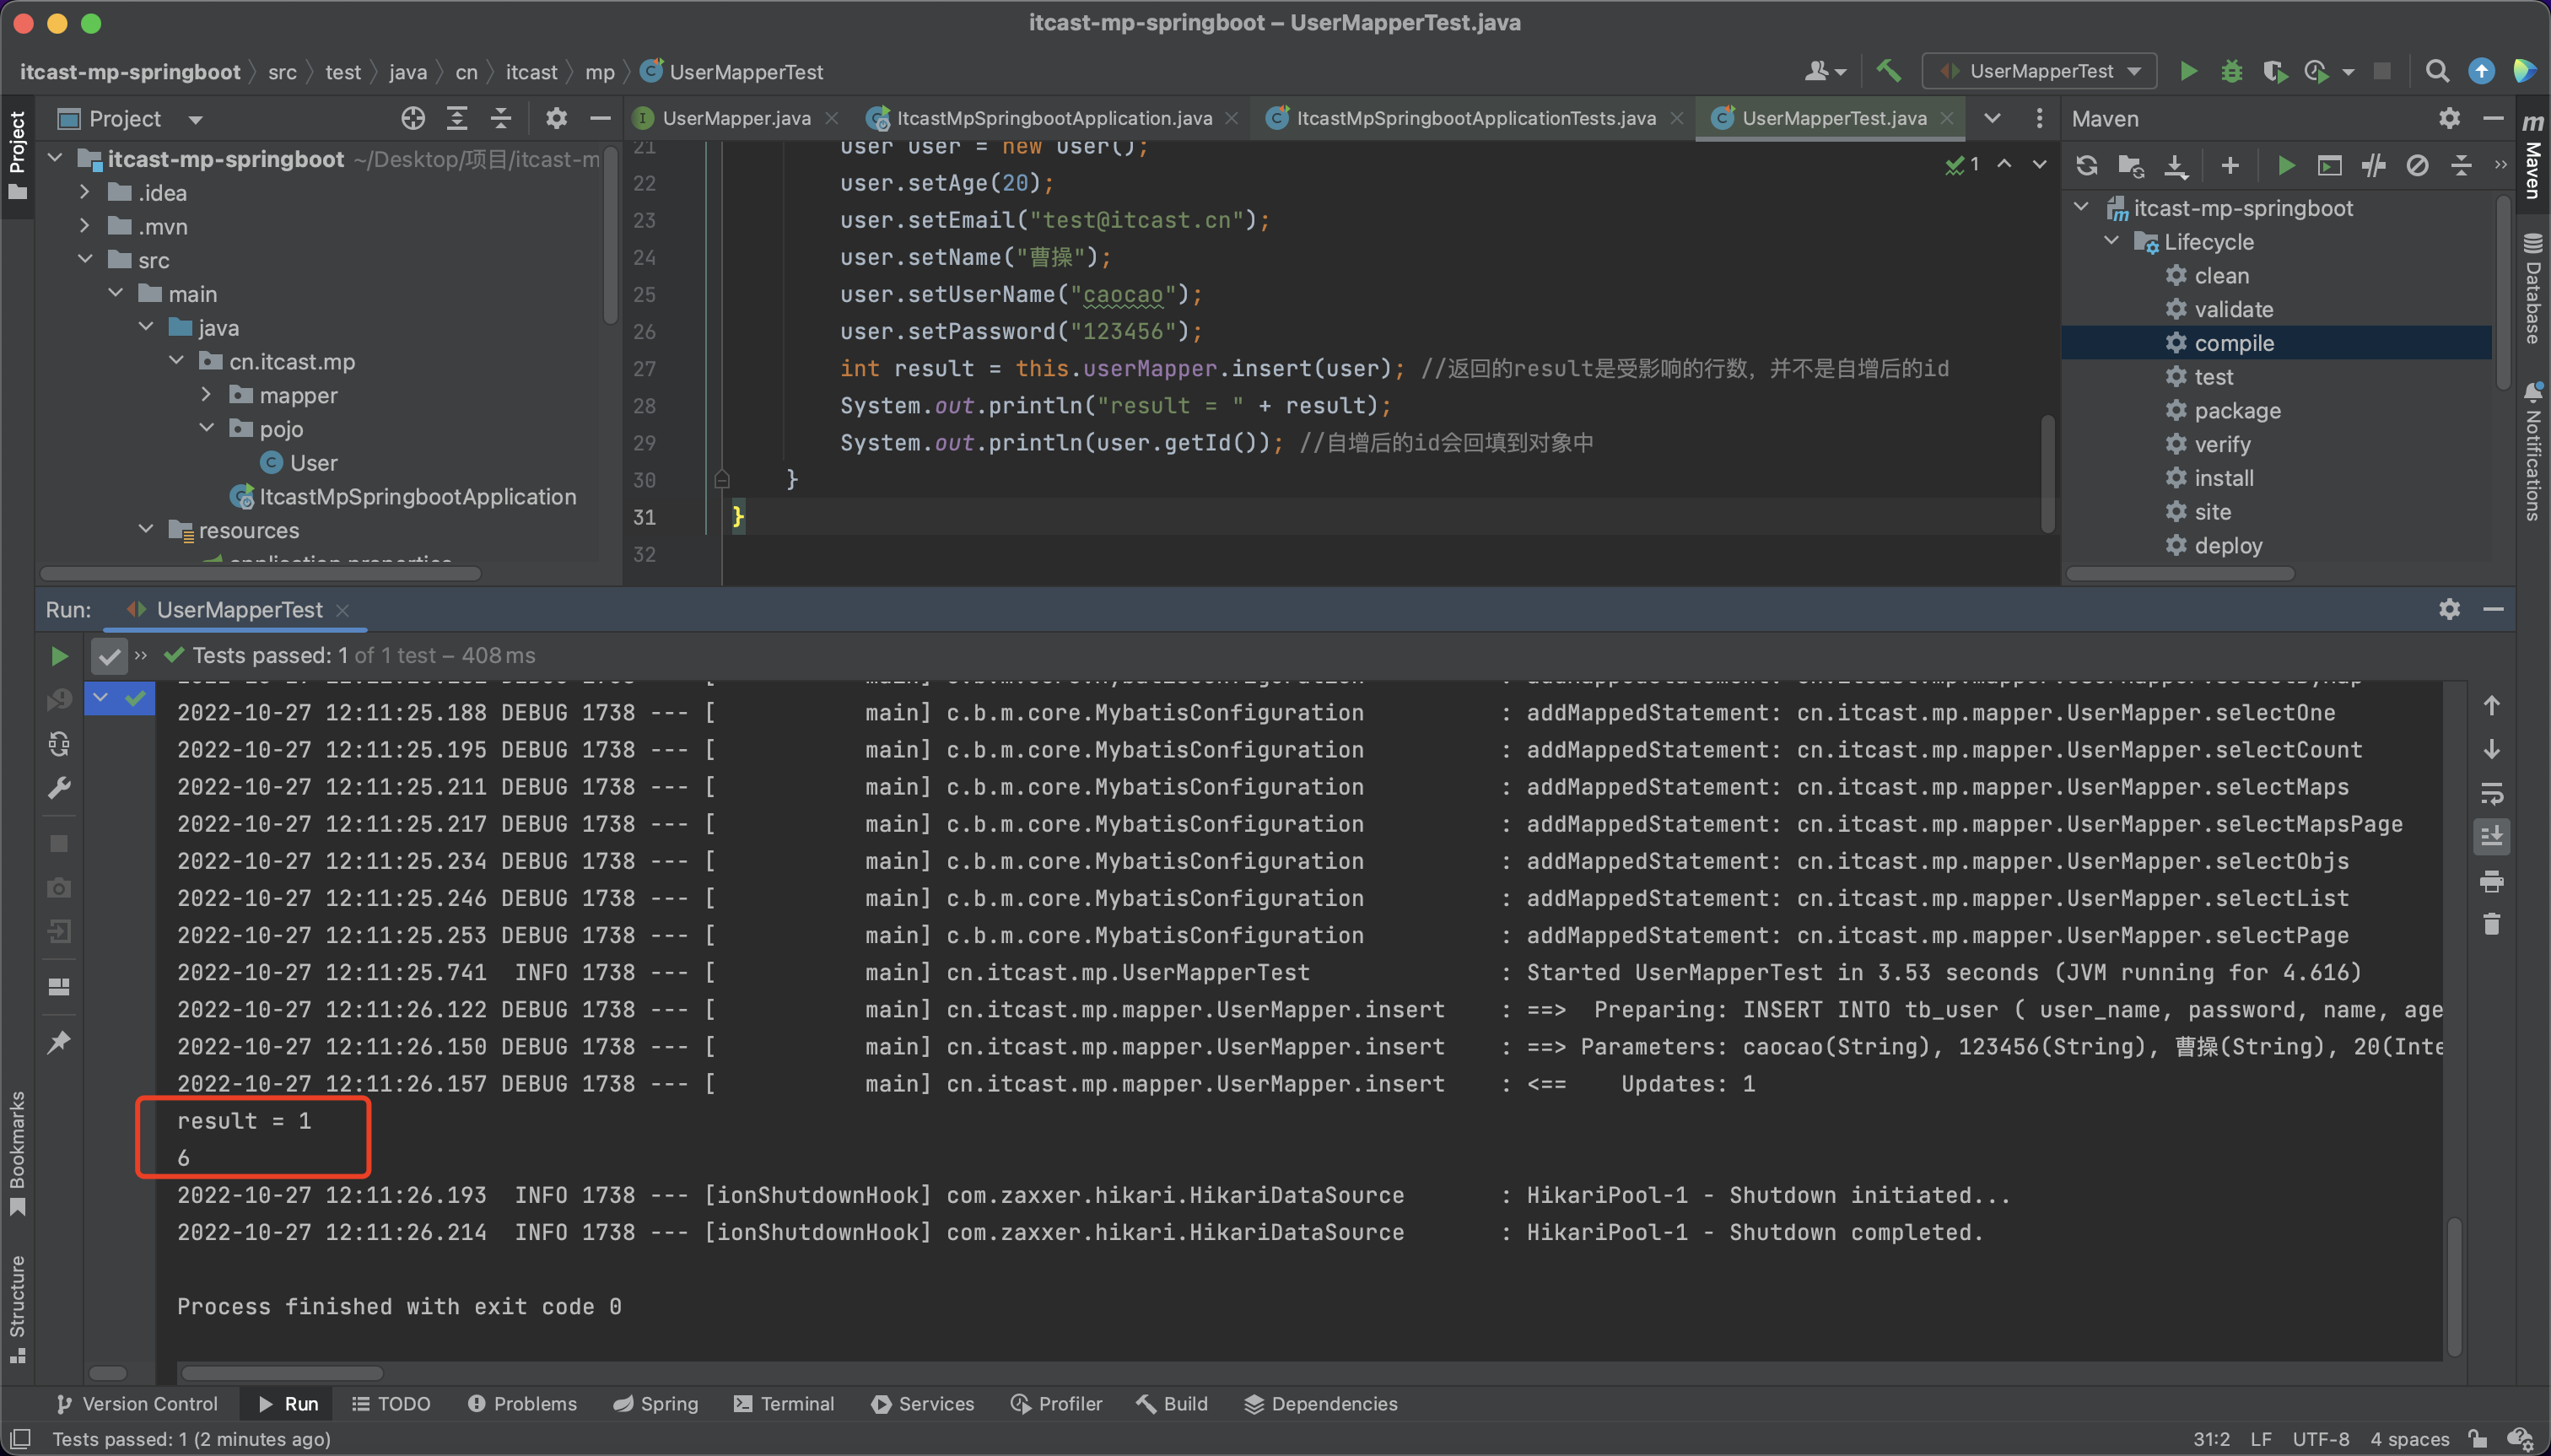 itcast-mp-springboot – UserMapperTest.java
itcast-mp-springboot src test java cn itcast mp UserMapperTest
UserMapperTest
Project
UserMapper.java
ItcastMpSpringbootApplication.java
ItcastMpSpringbootApplicationTests.java
UserMapperTest.java
Maven
Project
itcast-mp-springboot ~/Desktop/项目/itcast-m
.idea
.mvn
src
main
java
cn.itcast.mp
mapper
pojo
User
ItcastMpSpringbootApplication
resources
application.properties
1
21 User user = new User();
22 user.setAge(20);
23 user.setEmail("test@itcast.cn");
24 user.setName("曹操");
25 user.setUserName("caocao");
26 user.setPassword("123456");
27 int result = this.userMapper.insert(user); //返回的result是受影响的行数，并不是自增后的id
28 System.out.println("result = " + result);
29 System.out.println(user.getId()); //自增后的id会回填到对象中
30 }
31 }
32
itcast-mp-springboot
Lifecycle
clean
validate
compile
test
package
verify
install
site
deploy
Maven
Database
Notifications
Run: UserMapperTest
Tests passed: 1 of 1 test – 408 ms
2022-10-27 12:11:25.188 DEBUG 1738 --- [ main] c.b.m.core.MybatisConfiguration : addMappedStatement: cn.itcast.mp.mapper.UserMapper.selectOne
2022-10-27 12:11:25.195 DEBUG 1738 --- [ main] c.b.m.core.MybatisConfiguration : addMappedStatement: cn.itcast.mp.mapper.UserMapper.selectCount
2022-10-27 12:11:25.211 DEBUG 1738 --- [ main] c.b.m.core.MybatisConfiguration : addMappedStatement: cn.itcast.mp.mapper.UserMapper.selectMaps
2022-10-27 12:11:25.217 DEBUG 1738 --- [ main] c.b.m.core.MybatisConfiguration : addMappedStatement: cn.itcast.mp.mapper.UserMapper.selectMapsPage
2022-10-27 12:11:25.234 DEBUG 1738 --- [ main] c.b.m.core.MybatisConfiguration : addMappedStatement: cn.itcast.mp.mapper.UserMapper.selectObjs
2022-10-27 12:11:25.246 DEBUG 1738 --- [ main] c.b.m.core.MybatisConfiguration : addMappedStatement: cn.itcast.mp.mapper.UserMapper.selectList
2022-10-27 12:11:25.253 DEBUG 1738 --- [ main] c.b.m.core.MybatisConfiguration : addMappedStatement: cn.itcast.mp.mapper.UserMapper.selectPage
2022-10-27 12:11:25.741 INFO 1738 --- [ main] cn.itcast.mp.UserMapperTest : Started UserMapperTest in 3.53 seconds (JVM running for 4.616)
2022-10-27 12:11:26.122 DEBUG 1738 --- [ main] cn.itcast.mp.mapper.UserMapper.insert : ==> Preparing: INSERT INTO tb_user ( user_name, password, name, age
2022-10-27 12:11:26.150 DEBUG 1738 --- [ main] cn.itcast.mp.mapper.UserMapper.insert : ==> Parameters: caocao(String), 123456(String), 曹操(String), 20(Inte
2022-10-27 12:11:26.157 DEBUG 1738 --- [ main] cn.itcast.mp.mapper.UserMapper.insert : <== Updates: 1
result = 1
6
2022-10-27 12:11:26.193 INFO 1738 --- [ionShutdownHook] com.zaxxer.hikari.HikariDataSource : HikariPool-1 - Shutdown initiated...
2022-10-27 12:11:26.214 INFO 1738 --- [ionShutdownHook] com.zaxxer.hikari.HikariDataSource : HikariPool-1 - Shutdown completed.
Process finished with exit code 0
Bookmarks
Structure
Version Control Run TODO Problems Spring Terminal Services Profiler Build Dependencies
Tests passed: 1 (2 minutes ago) 31:2 LF UTF-8 4 spaces